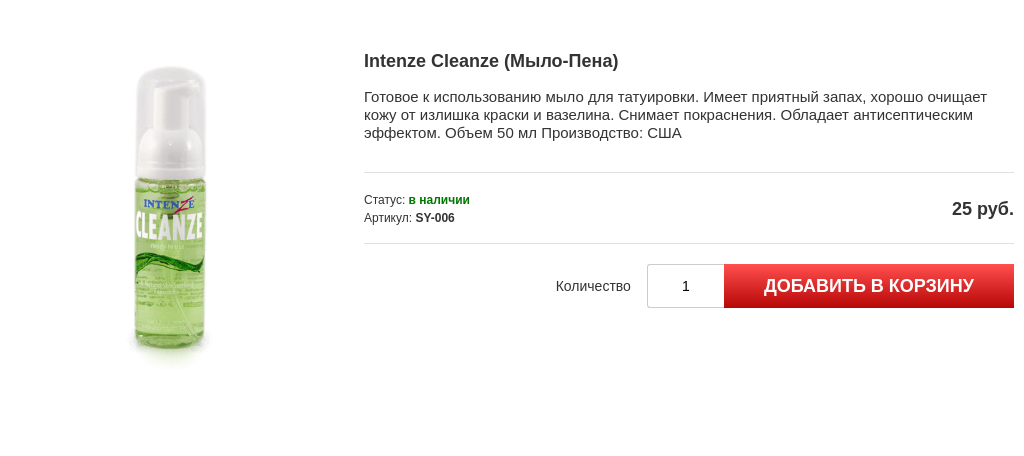 Intenze Cleanze (Мыло-Пена)
Готовое к использованию мыло для татуировки. Имеет приятный запах, хорошо очищает
кожу от излишка краски и вазелина. Снимает покраснения. Обладает антисептическим
эффектом. Объем 50 мл Производство: США
INTENZE
CLEANZE
Статус: в наличии
Артикул: SY-006
25 руб.
Количество
1
ДОБАВИТЬ В КОРЗИНУ